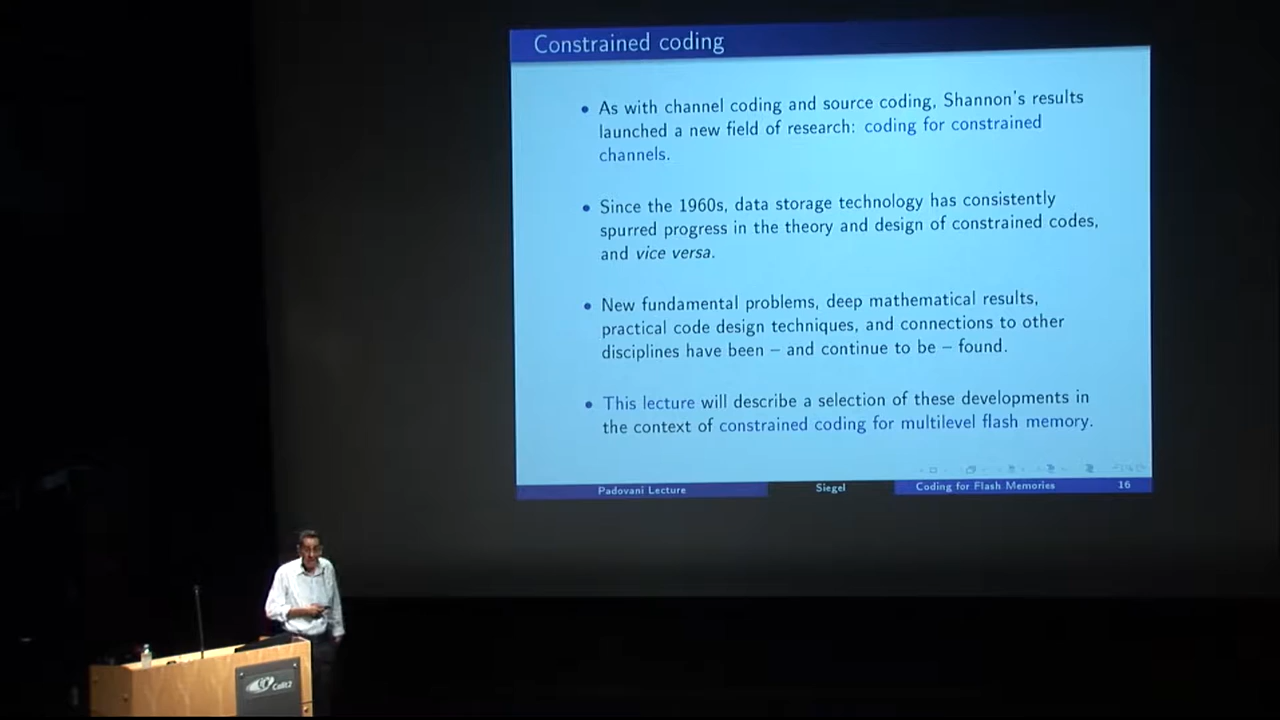 Constrained coding
• As with channel coding and source coding, Shannon's results
launched a new field of research: coding for constrained
channels.
• Since the 1960s, data storage technology has consistently
spurred progress in the theory and design of constrained codes,
and vice versa.
• New fundamental problems, deep mathematical results,
practical code design techniques, and connections to other
disciplines have been – and continue to be – found.
• This lecture will describe a selection of these developments in
the context of constrained coding for multilevel flash memory.
Padovani Lecture Siegel Coding for Flash Memories 16
Calit2